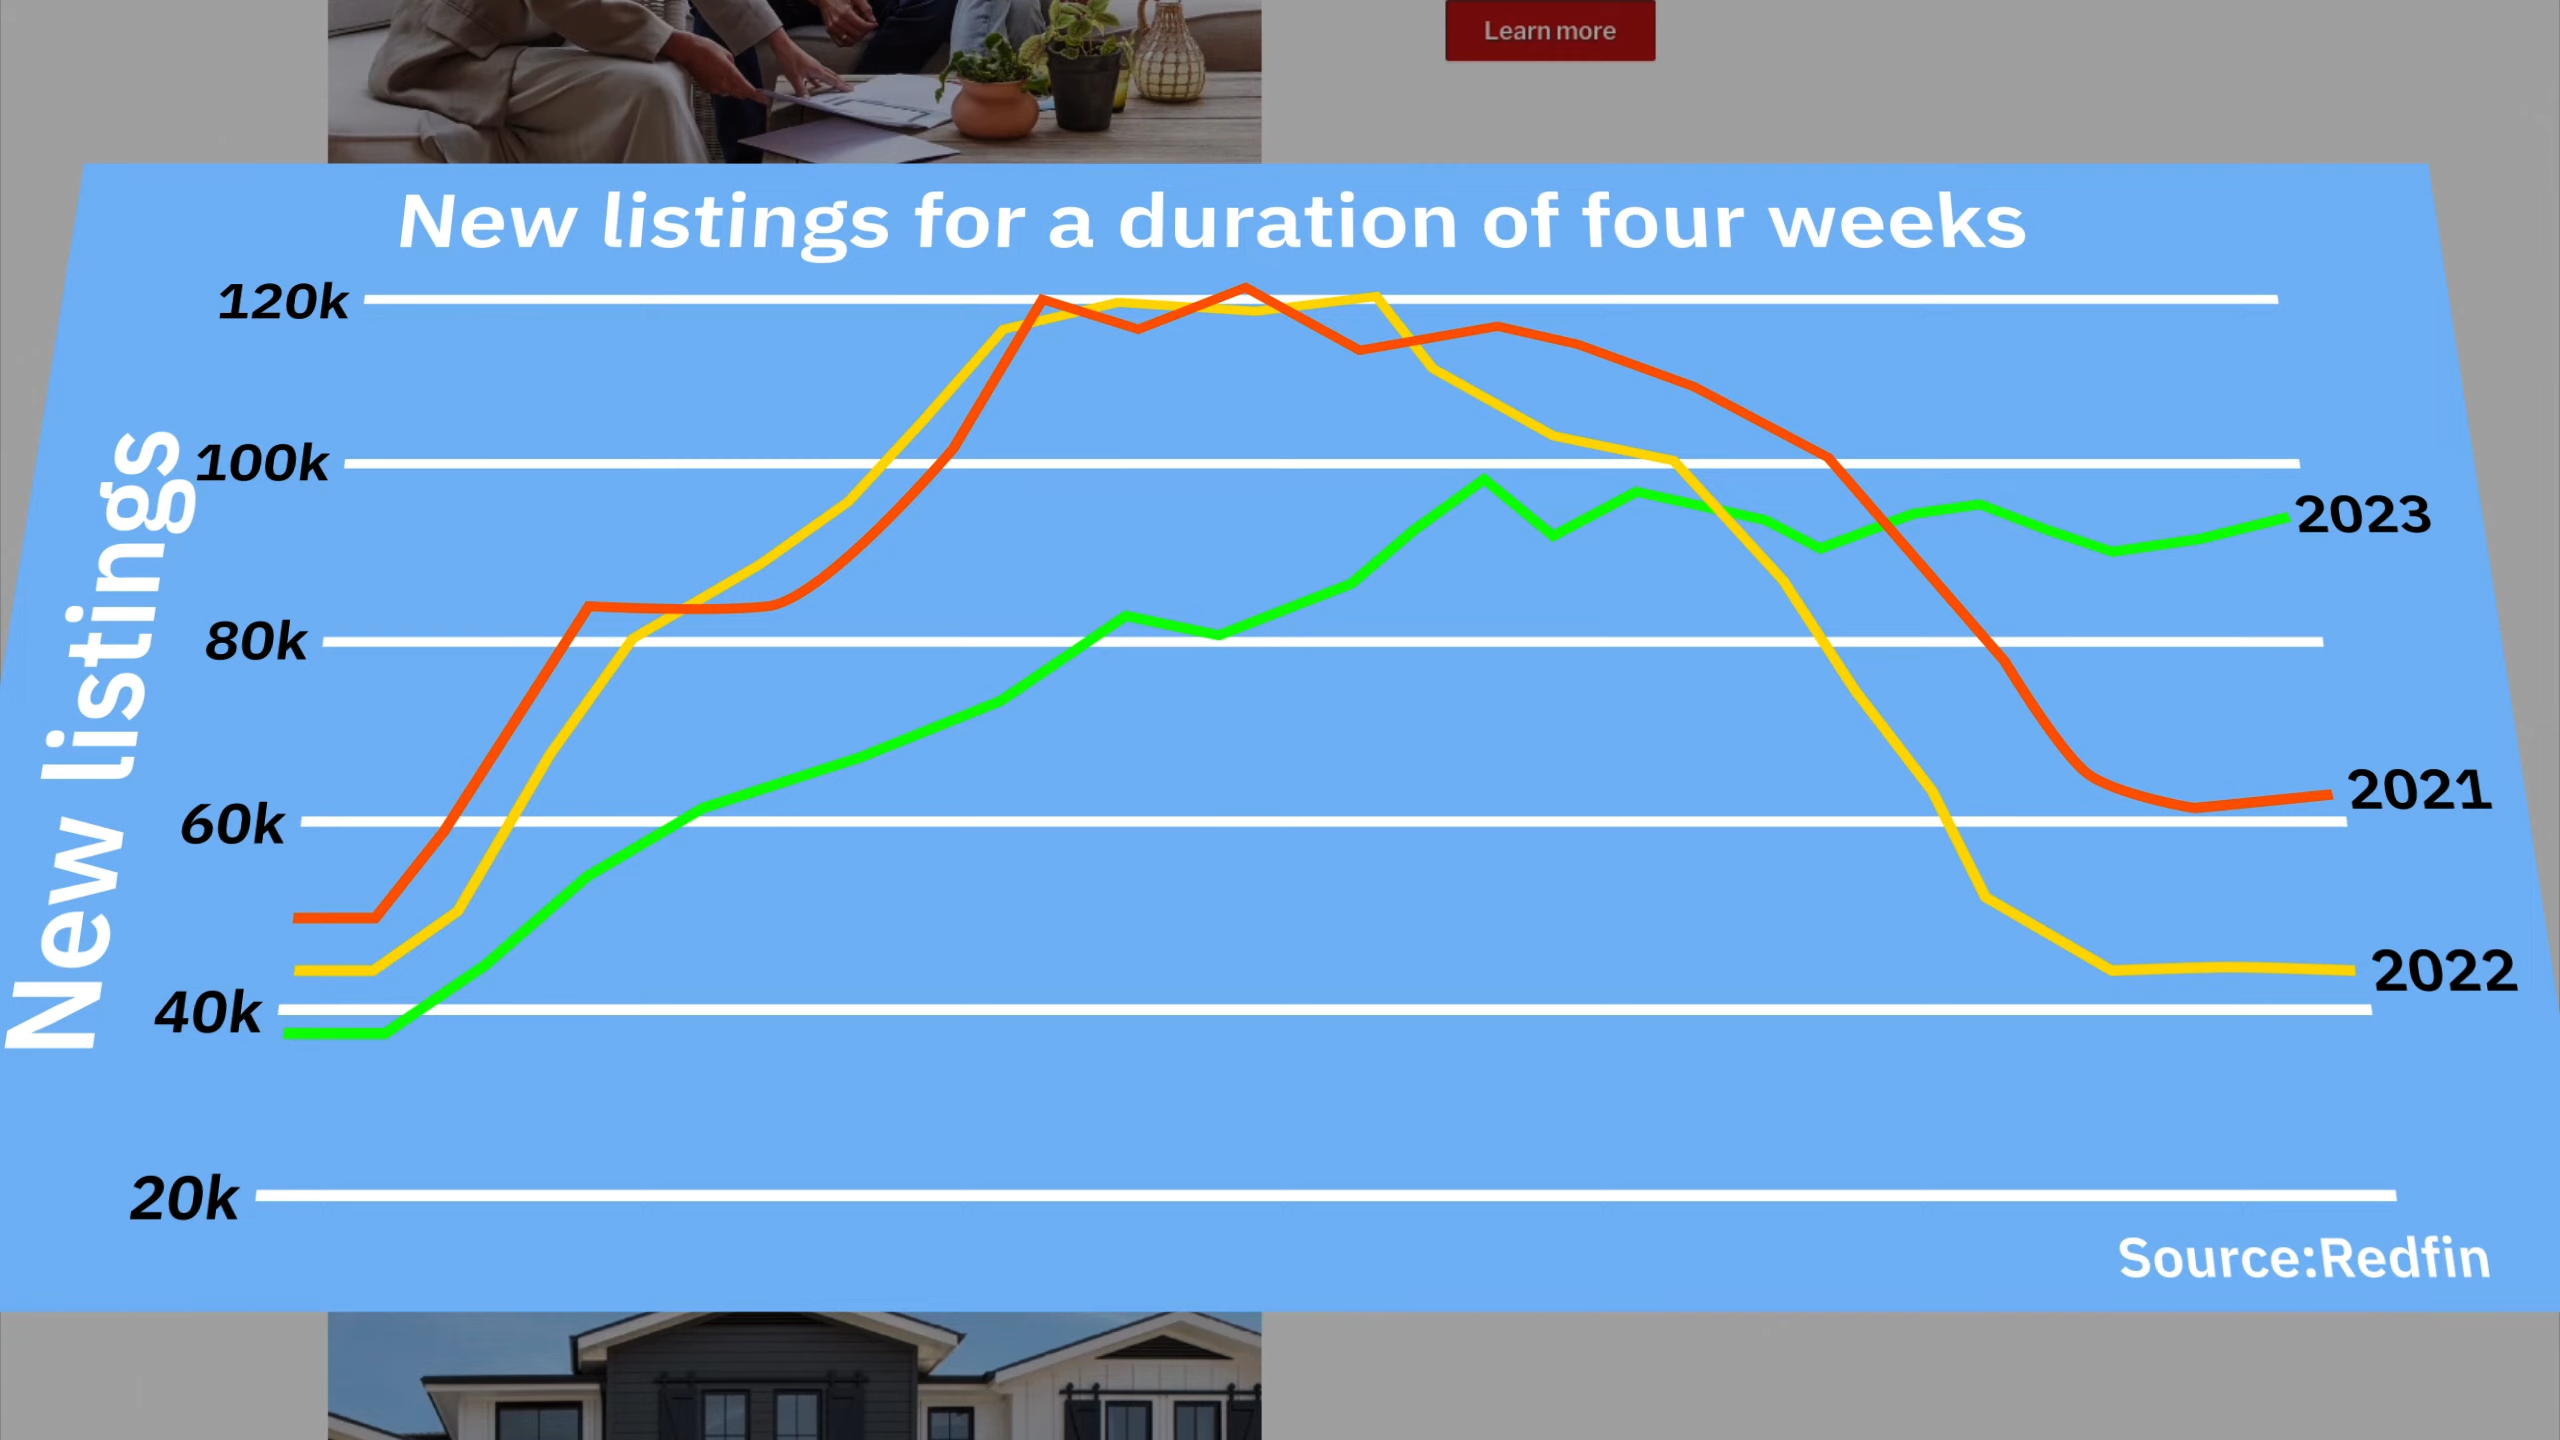 Learn more
New listings for a duration of four weeks
120k
100k
80k
60k
40k
20k
New listings
2023
2021
2022
Source:Redfin